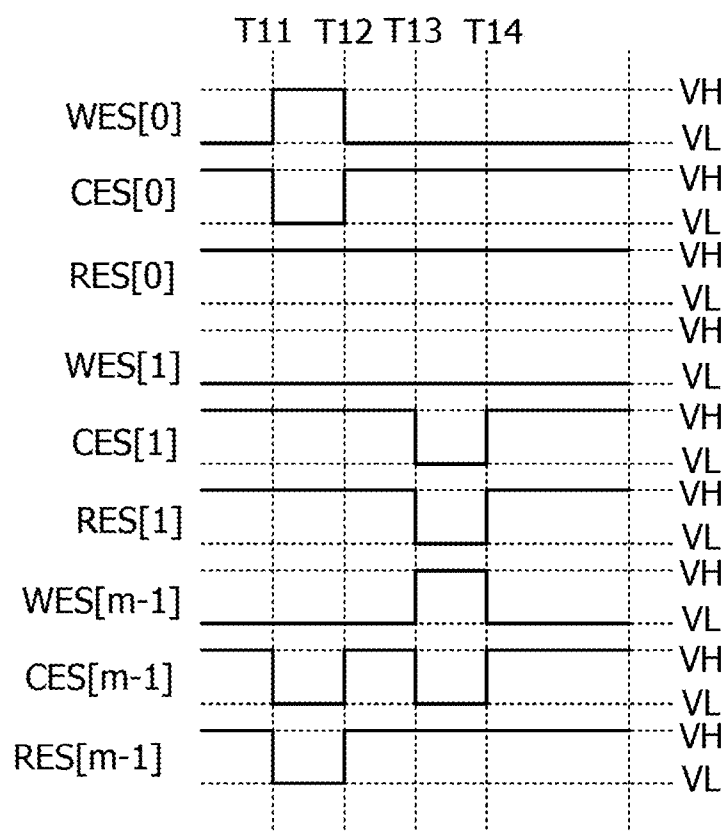 T11 T12 T13 T14
WES[0] VH
VL
CES[0] VH
VL
RES[0] VH
VL
WES[1] VH
VL
CES[1] VH
VL
RES[1] VH
VL
WES[m-1] VH
VL
CES[m-1] VH
VL
RES[m-1] VH
VL